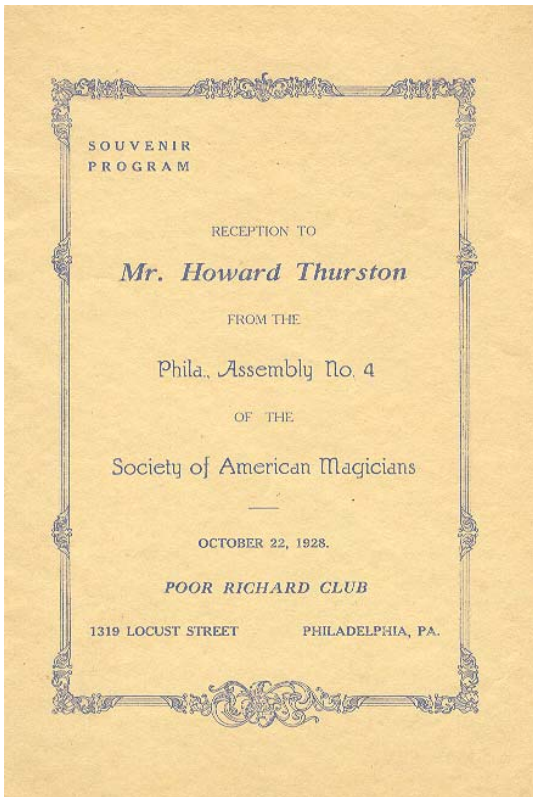 SOUVENIR
PROGRAM
RECEPTION TO
Mr. Howard Thurston
FROM THE
Phila., Assembly No. 4
OF THE
Society of American Magicians
OCTOBER 22, 1928.
POOR RICHARD CLUB
1319 LOCUST STREET PHILADELPHIA, PA.